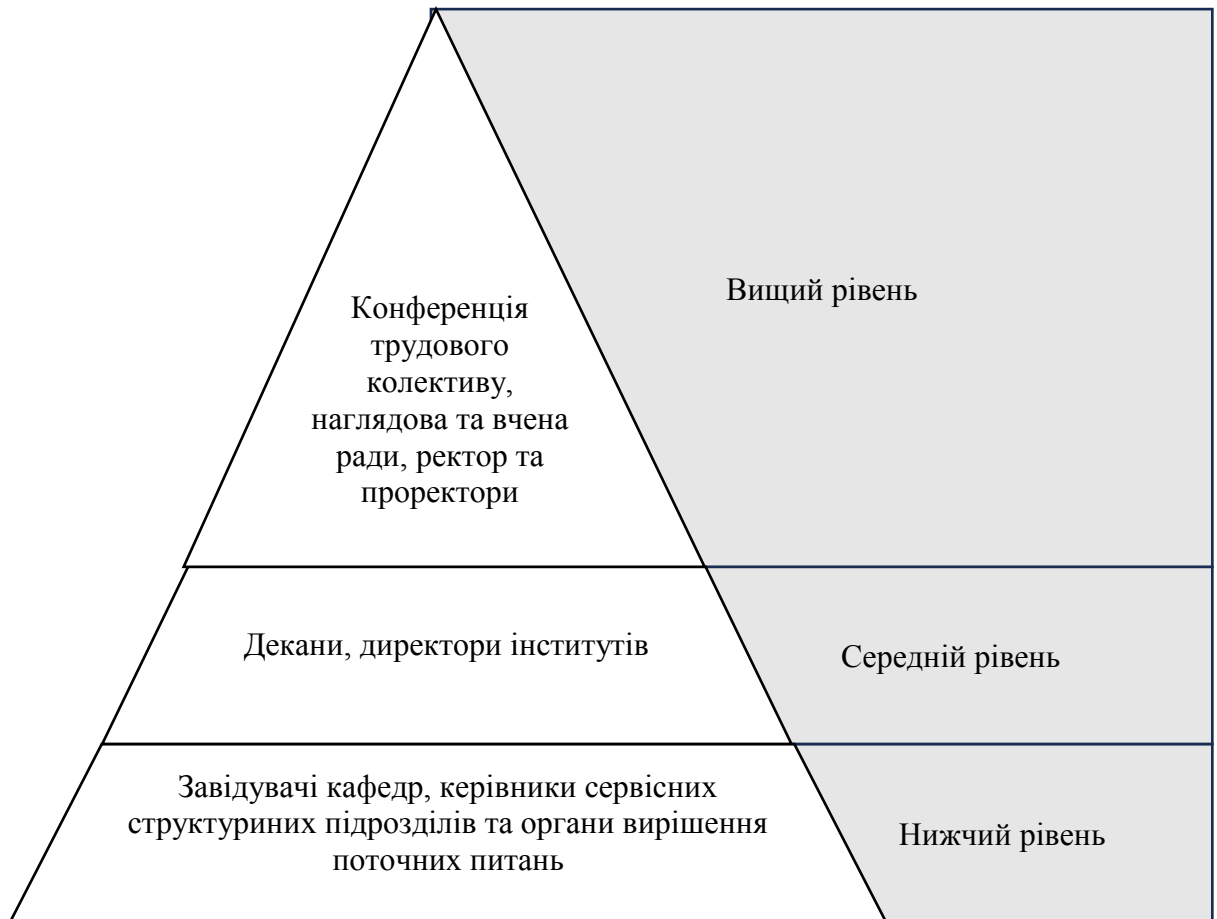 Конференція
трудового
колективу,
наглядова та вчена
ради, ректор та
проректори
Вищий рівень
Декани, директори інститутів
Середній рівень
Завідувачі кафедр, керівники сервісних
структуриних підрозділів та органи вирішення
поточних питань
Нижчий рівень